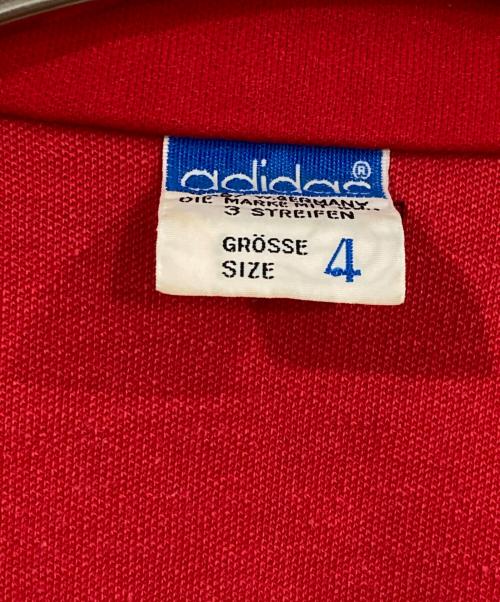 adidas®
W.GERMANY
DIE MARKE MIT
3 STREIFEN
GRÖSSE
SIZE 4